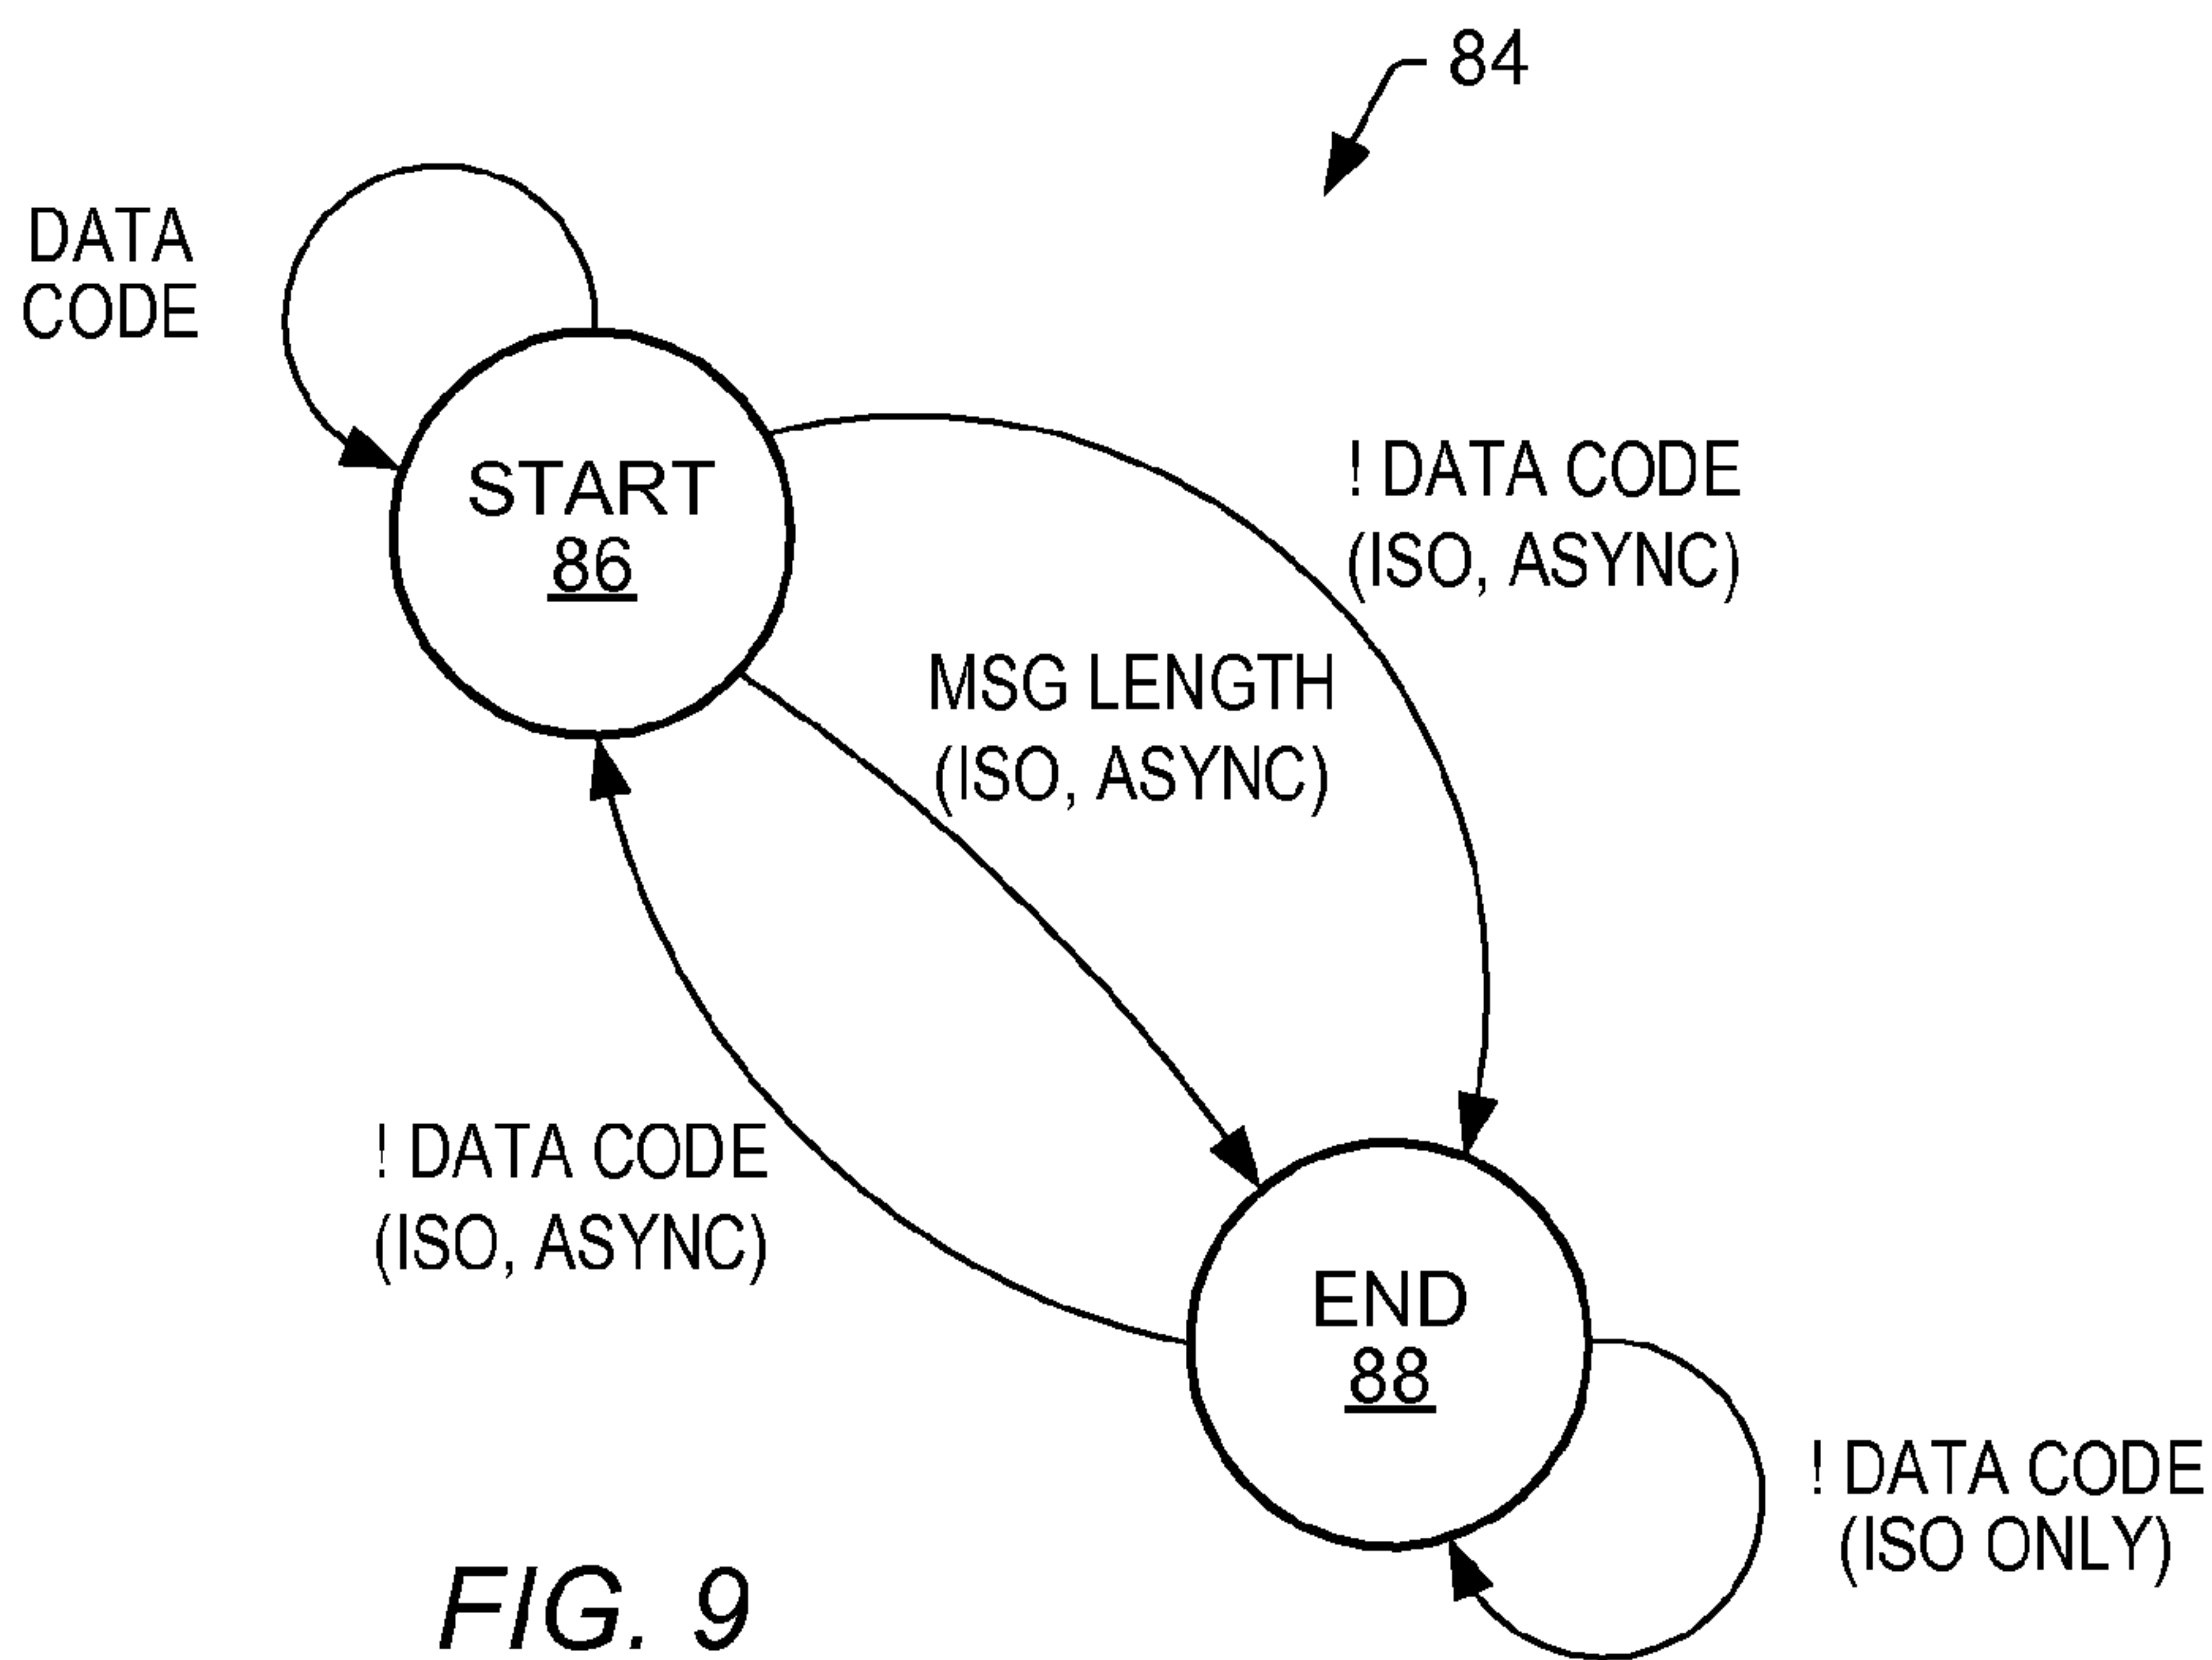 84
DATA
CODE
START
86
! DATA CODE
(ISO, ASYNC)
MSG LENGTH
(ISO, ASYNC)
! DATA CODE
(ISO, ASYNC)
END
88
! DATA CODE
(ISO ONLY)
FIG. 9